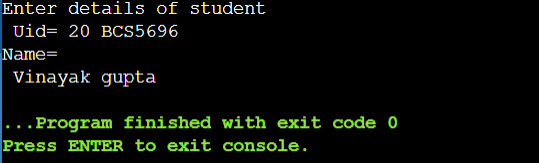 Enter details of student
Uid= 20 BCS5696
Name=
Vinayak gupta
...Program finished with exit code 0
Press ENTER to exit console.